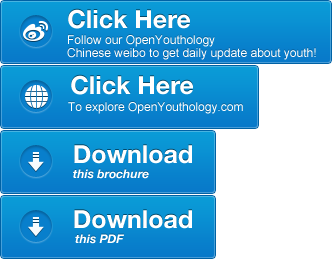 Click Here
Follow our OpenYouthology
Chinese weibo to get daily update about youth!
Click Here
To explore OpenYouthology.com
Download
this brochure
Download
this PDF